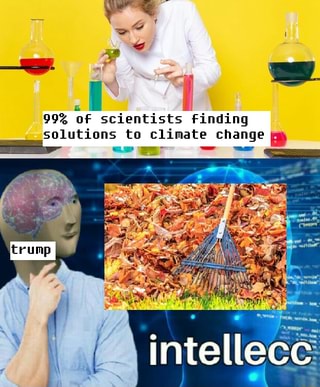 99% of scientists finding
solutions to climate change
trump
intellecc